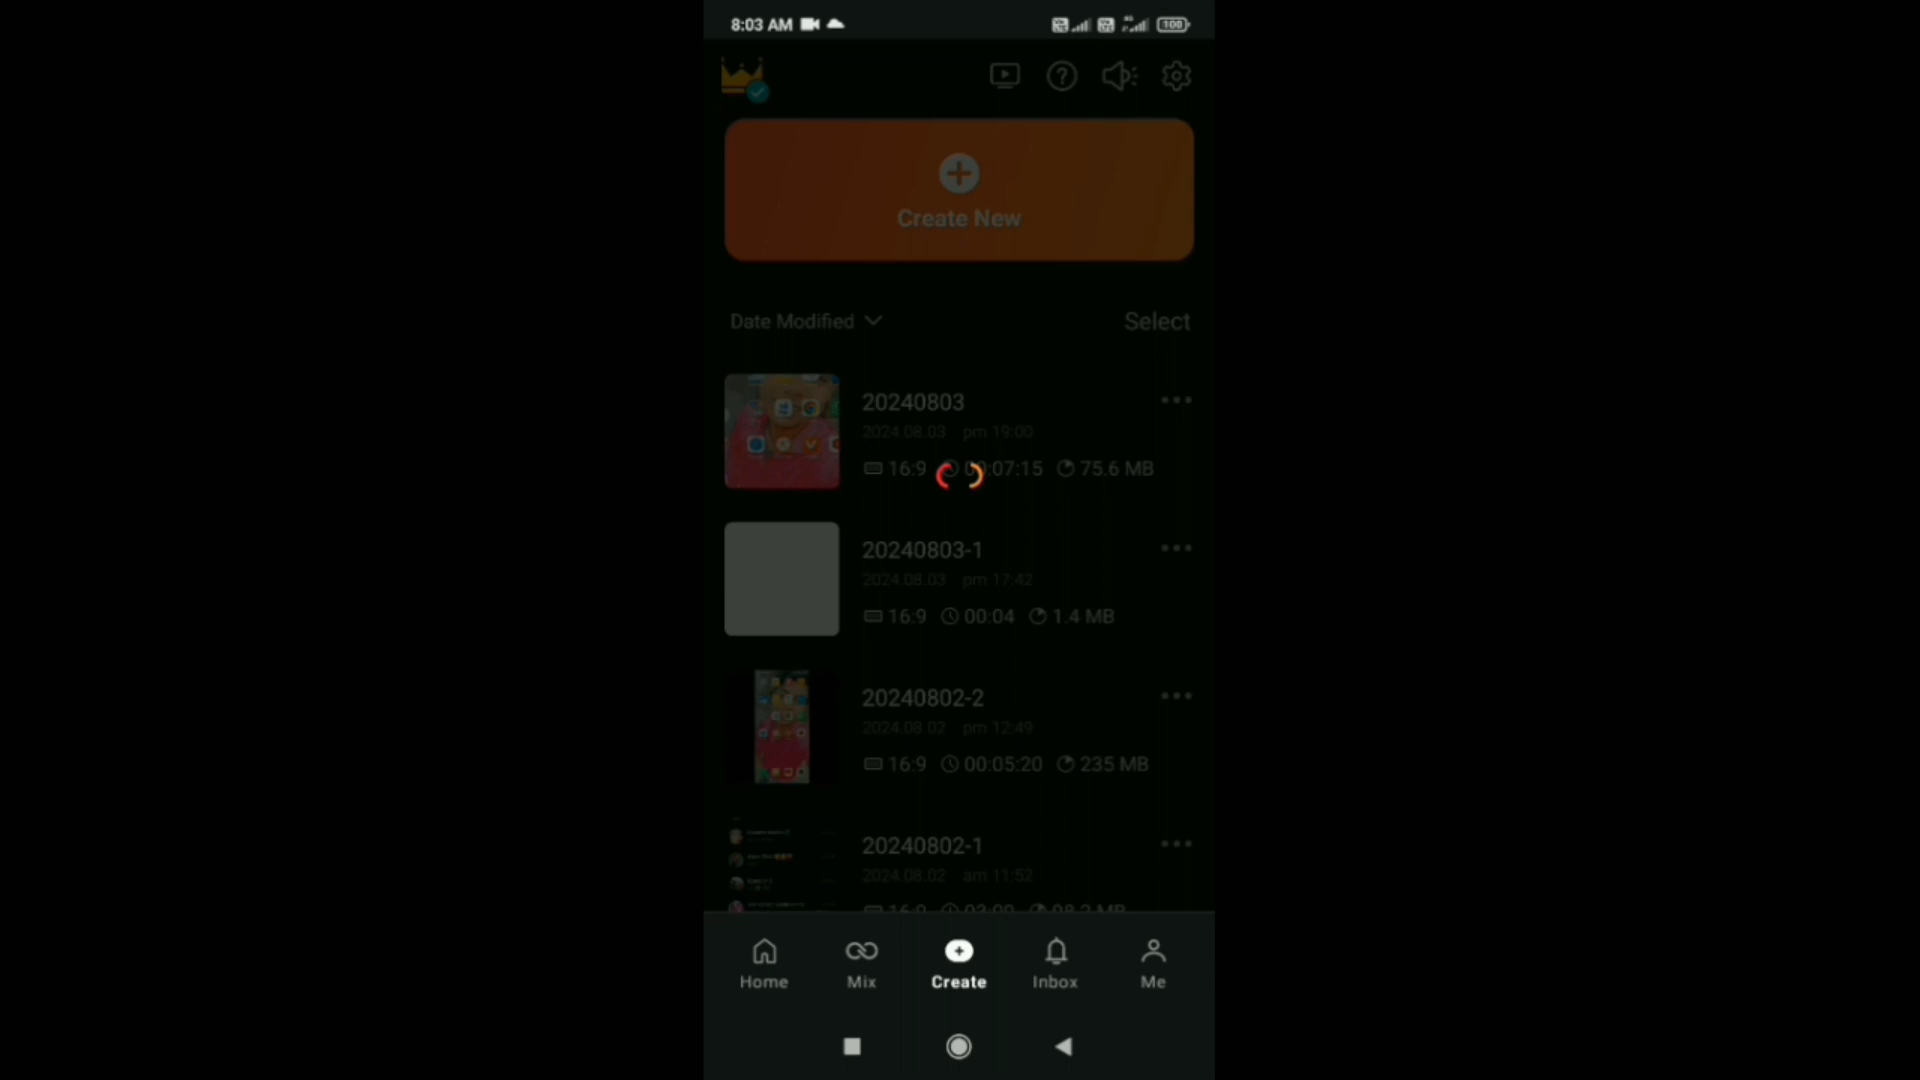 8:03 AM
100
Create New
Date Modified
Select
20240803
2024.08.03 pm 19:00
16:9 00:07:15 75.6 MB
20240803-1
2024.08.03 pm 17:42
16:9 00:04 1.4 MB
20240802-2
2024.08.02 pm 12:49
16:9 00:05:20 235 MB
20240802-1
2024.08.02 am 11:52
Home
Mix
Create
Inbox
Me